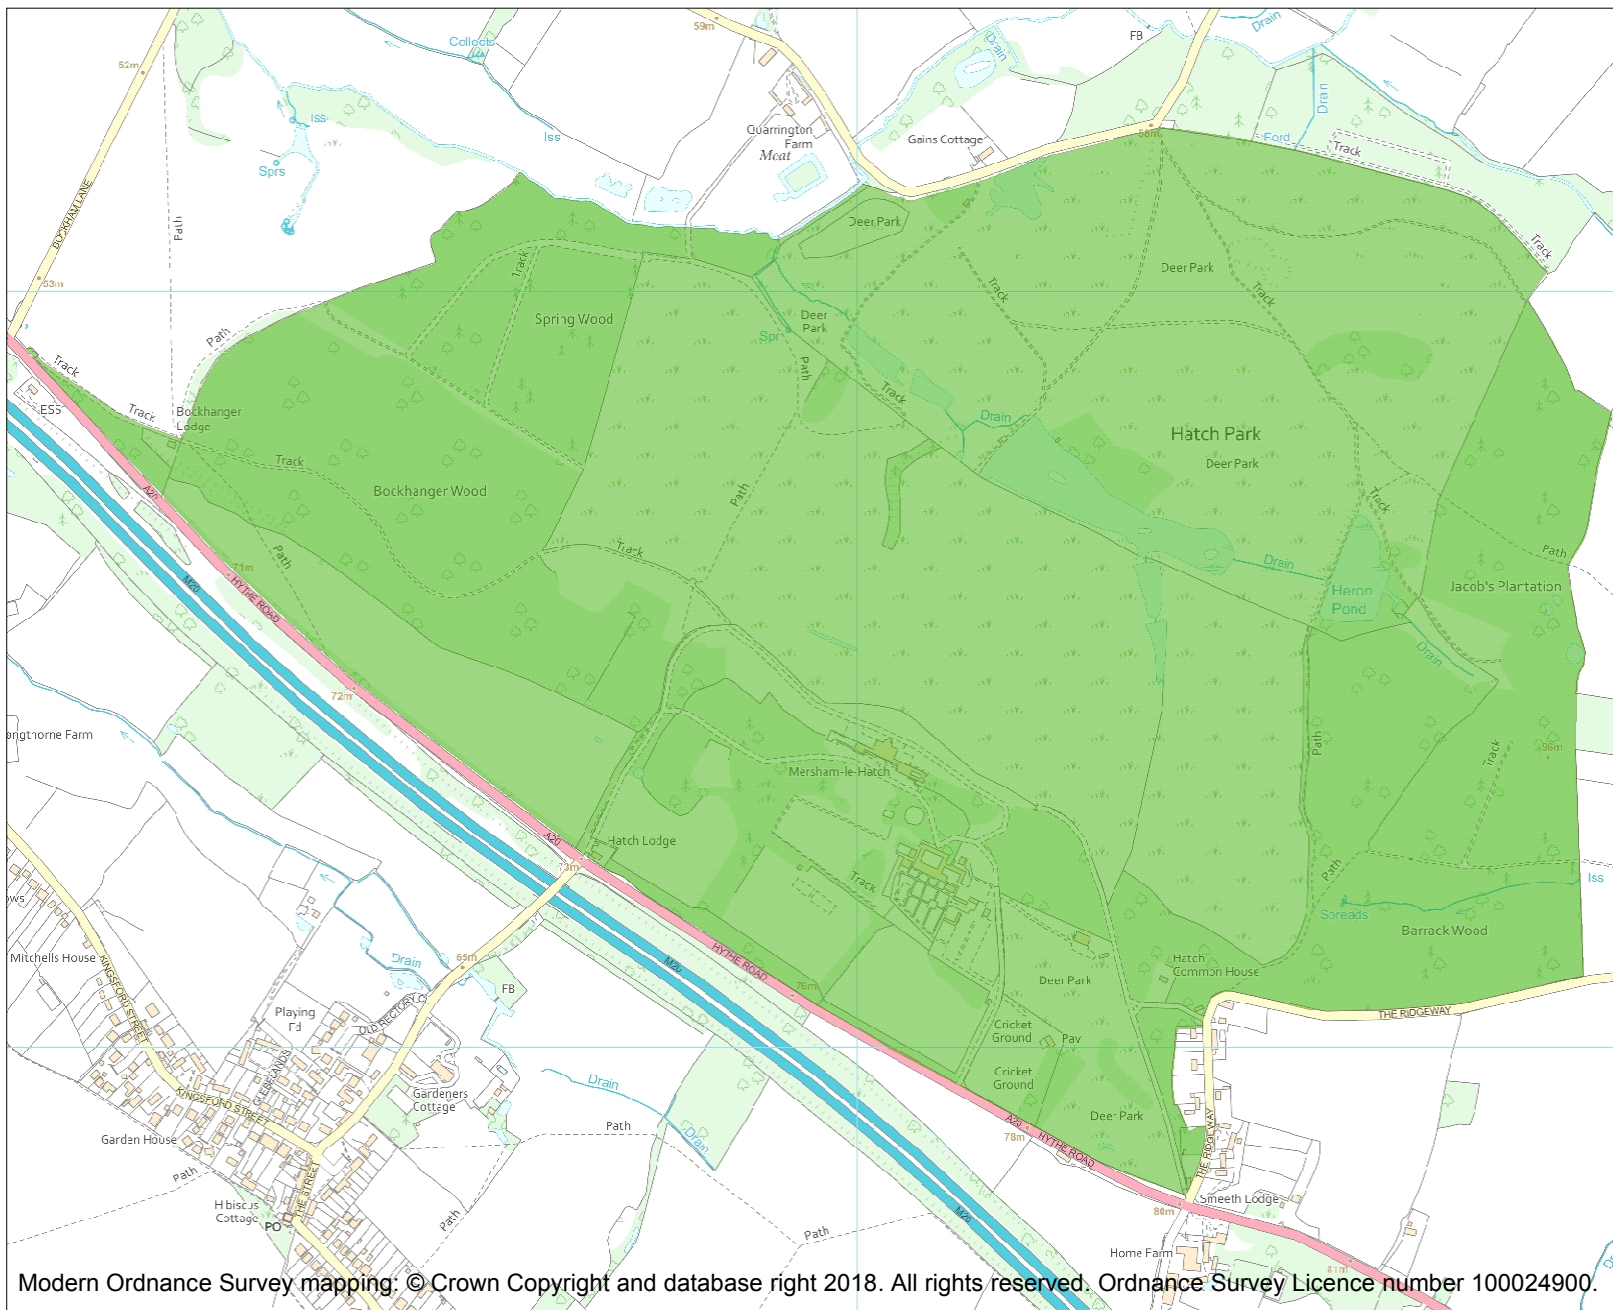 59m
Drain
FB
Collects
Drain
52m
Drain
Iss
Iss
Quarrington
Farm
Moat
Gains Cottage
58m
Ford
Track
Sprs
BOCKHAM LANE
Path
Deer Park
Track
Track
Deer Park
53m
Track
Track
Spring Wood
Deer
Park
Spr
Path
Track
Path
Track
Track
ESS
Bockhanger
Lodge
Drain
Hatch Park
Deer Park
Track
Bockhanger Wood
Path
Track
A20
Track
Path
Path
71m
M20
HYTHE ROAD
Drain
Heron
Pond
Jacob's Plantation
Drain
72m
ongthorne Farm
Path
Track
96m
Mersham-le-Hatch
A20
Hatch Lodge
73m
Track
Path
Iss
ows
Spreads
Barrack Wood
Mitchells House
KINGSFORD STREET
65m
Drain
HYTHE ROAD
M20
Hatch
Common House
Deer Park
76m
FB
Playing
Fd
OLD RECTORY CL
THE RIDGEWAY
Cricket
Ground
Pav
GLEBELANDS
Cricket
Ground
Drain
Gardeners
Cottage
KINGSFORD STREET
Deer Park
A20
78m
HYTHE ROAD
THE RIDGEWAY
Garden House
Path
Drain
Path
THE STREET
Hibiscus
Cottage
PO
Path
Path
M20
Smeeth Lodge
80m
Home Farm
81m
Modern Ordnance Survey mapping: © Crown Copyright and database right 2018. All rights reserved. Ordnance Survey Licence number 100024900.